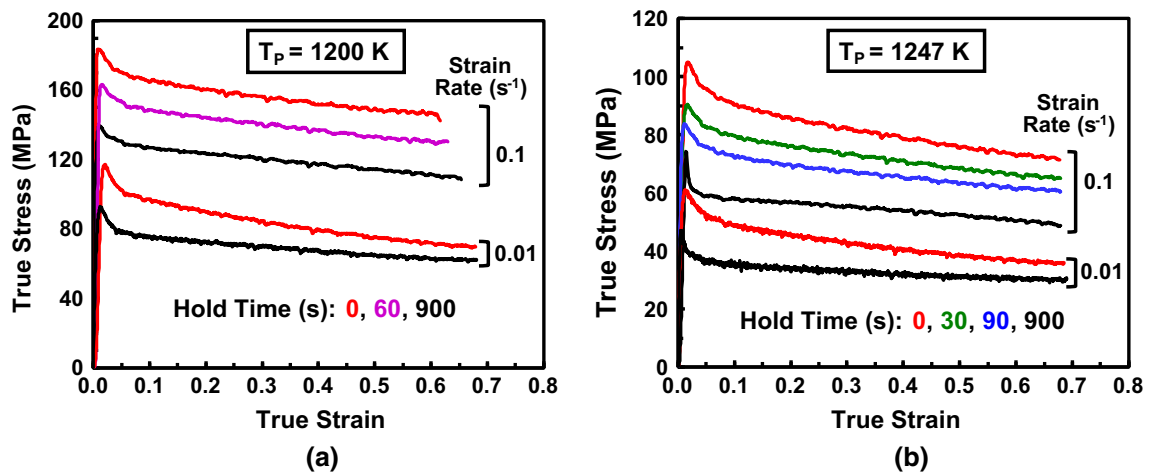 200
160
120
80
40
0
True Stress (MPa)
T_P = 1200 K
Strain
Rate (s⁻¹)
0.1
0.01
Hold Time (s): 0, 60, 900
0.0 0.1 0.2 0.3 0.4 0.5 0.6 0.7 0.8
True Strain
(a)
120
100
80
60
40
20
0
True Stress (MPa)
T_P = 1247 K
Strain
Rate (s⁻¹)
0.1
0.01
Hold Time (s): 0, 30, 90, 900
0.0 0.1 0.2 0.3 0.4 0.5 0.6 0.7 0.8
True Strain
(b)